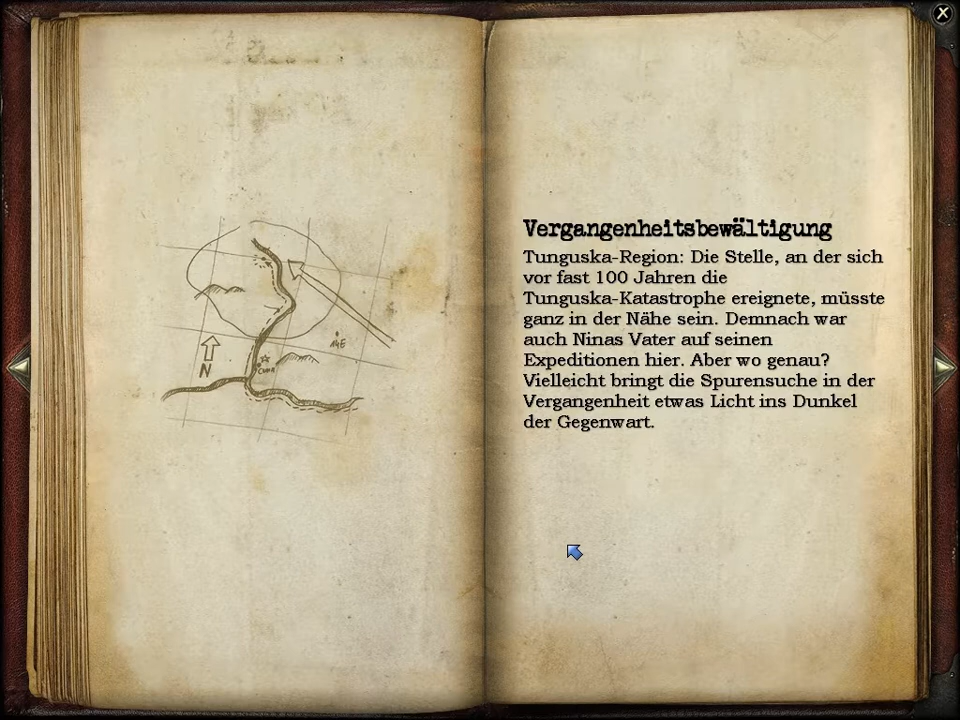 N
Vergangenheitsbewältigung
Tunguska-Region: Die Stelle, an der sich
vor fast 100 Jahren die
Tunguska-Katastrophe ereignete, müsste
ganz in der Nähe sein. Demnach war
auch Ninas Vater auf seinen
Expeditionen hier. Aber wo genau?
Vielleicht bringt die Spurensuche in der
Vergangenheit etwas Licht ins Dunkel
der Gegenwart.